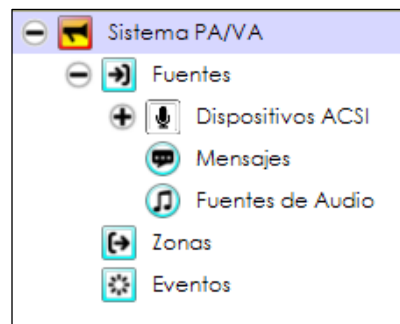 Sistema PA/VA
Fuentes
Dispositivos ACSI
Mensajes
Fuentes de Audio
Zonas
Eventos